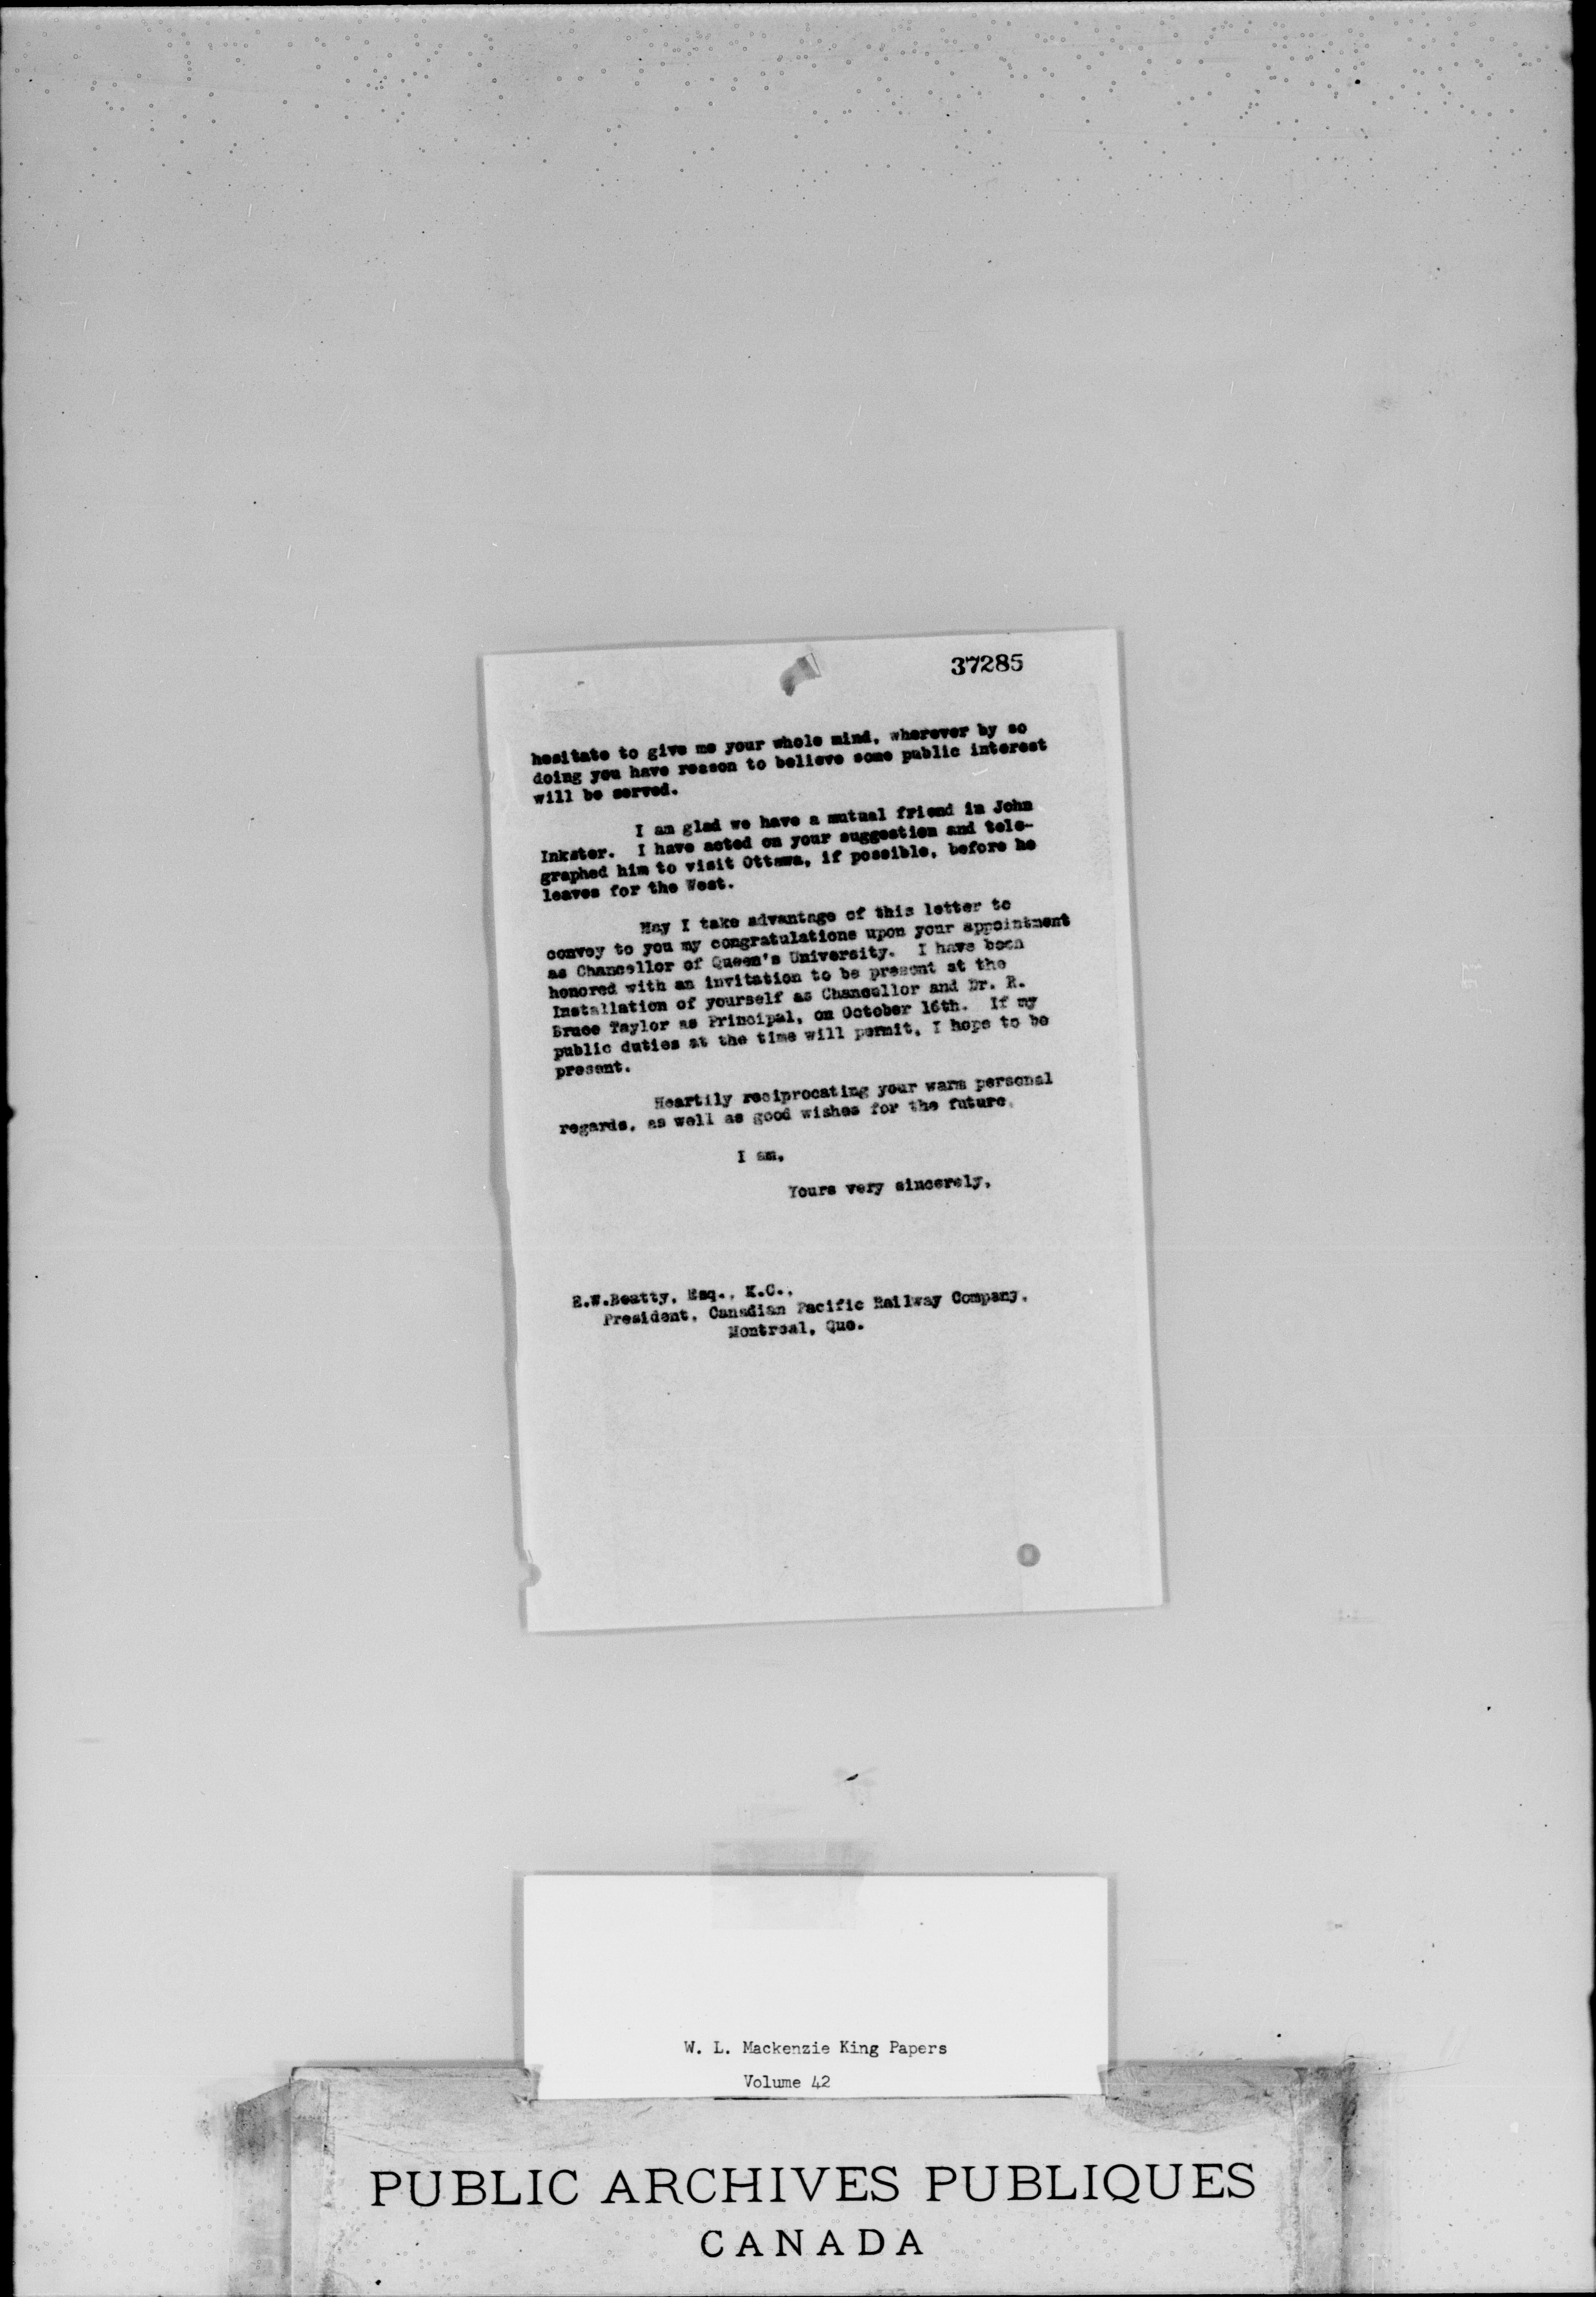 37285
hesitate to give me your whole mind, wherever by so
doing you have reason to believe some public interest
will be served.
I am glad we have a mutual friend in John
Inkster. I have acted on your suggestion and tele-
graphed him to visit Ottawa, if possible, before he
leaves for the West.
May I take advantage of this letter to
convey to you my congratulations upon your appointment
as Chancellor of Queen's University. I have been
honored with an invitation to be present at the
Installation of yourself as Chancellor and Dr. R.
Bruce Taylor as Principal, on October 16th. If my
public duties at the time will permit, I hope to be
present.
Heartily reciprocating your warm personal
regards, as well as good wishes for the future,
I am,
Yours very sincerely,
E.W.Beatty, Esq., K.C.,
President, Canadian Pacific Railway Company,
Montreal, Que.
W. L. Mackenzie King Papers
Volume 42
PUBLIC ARCHIVES PUBLIQUES
CANADA